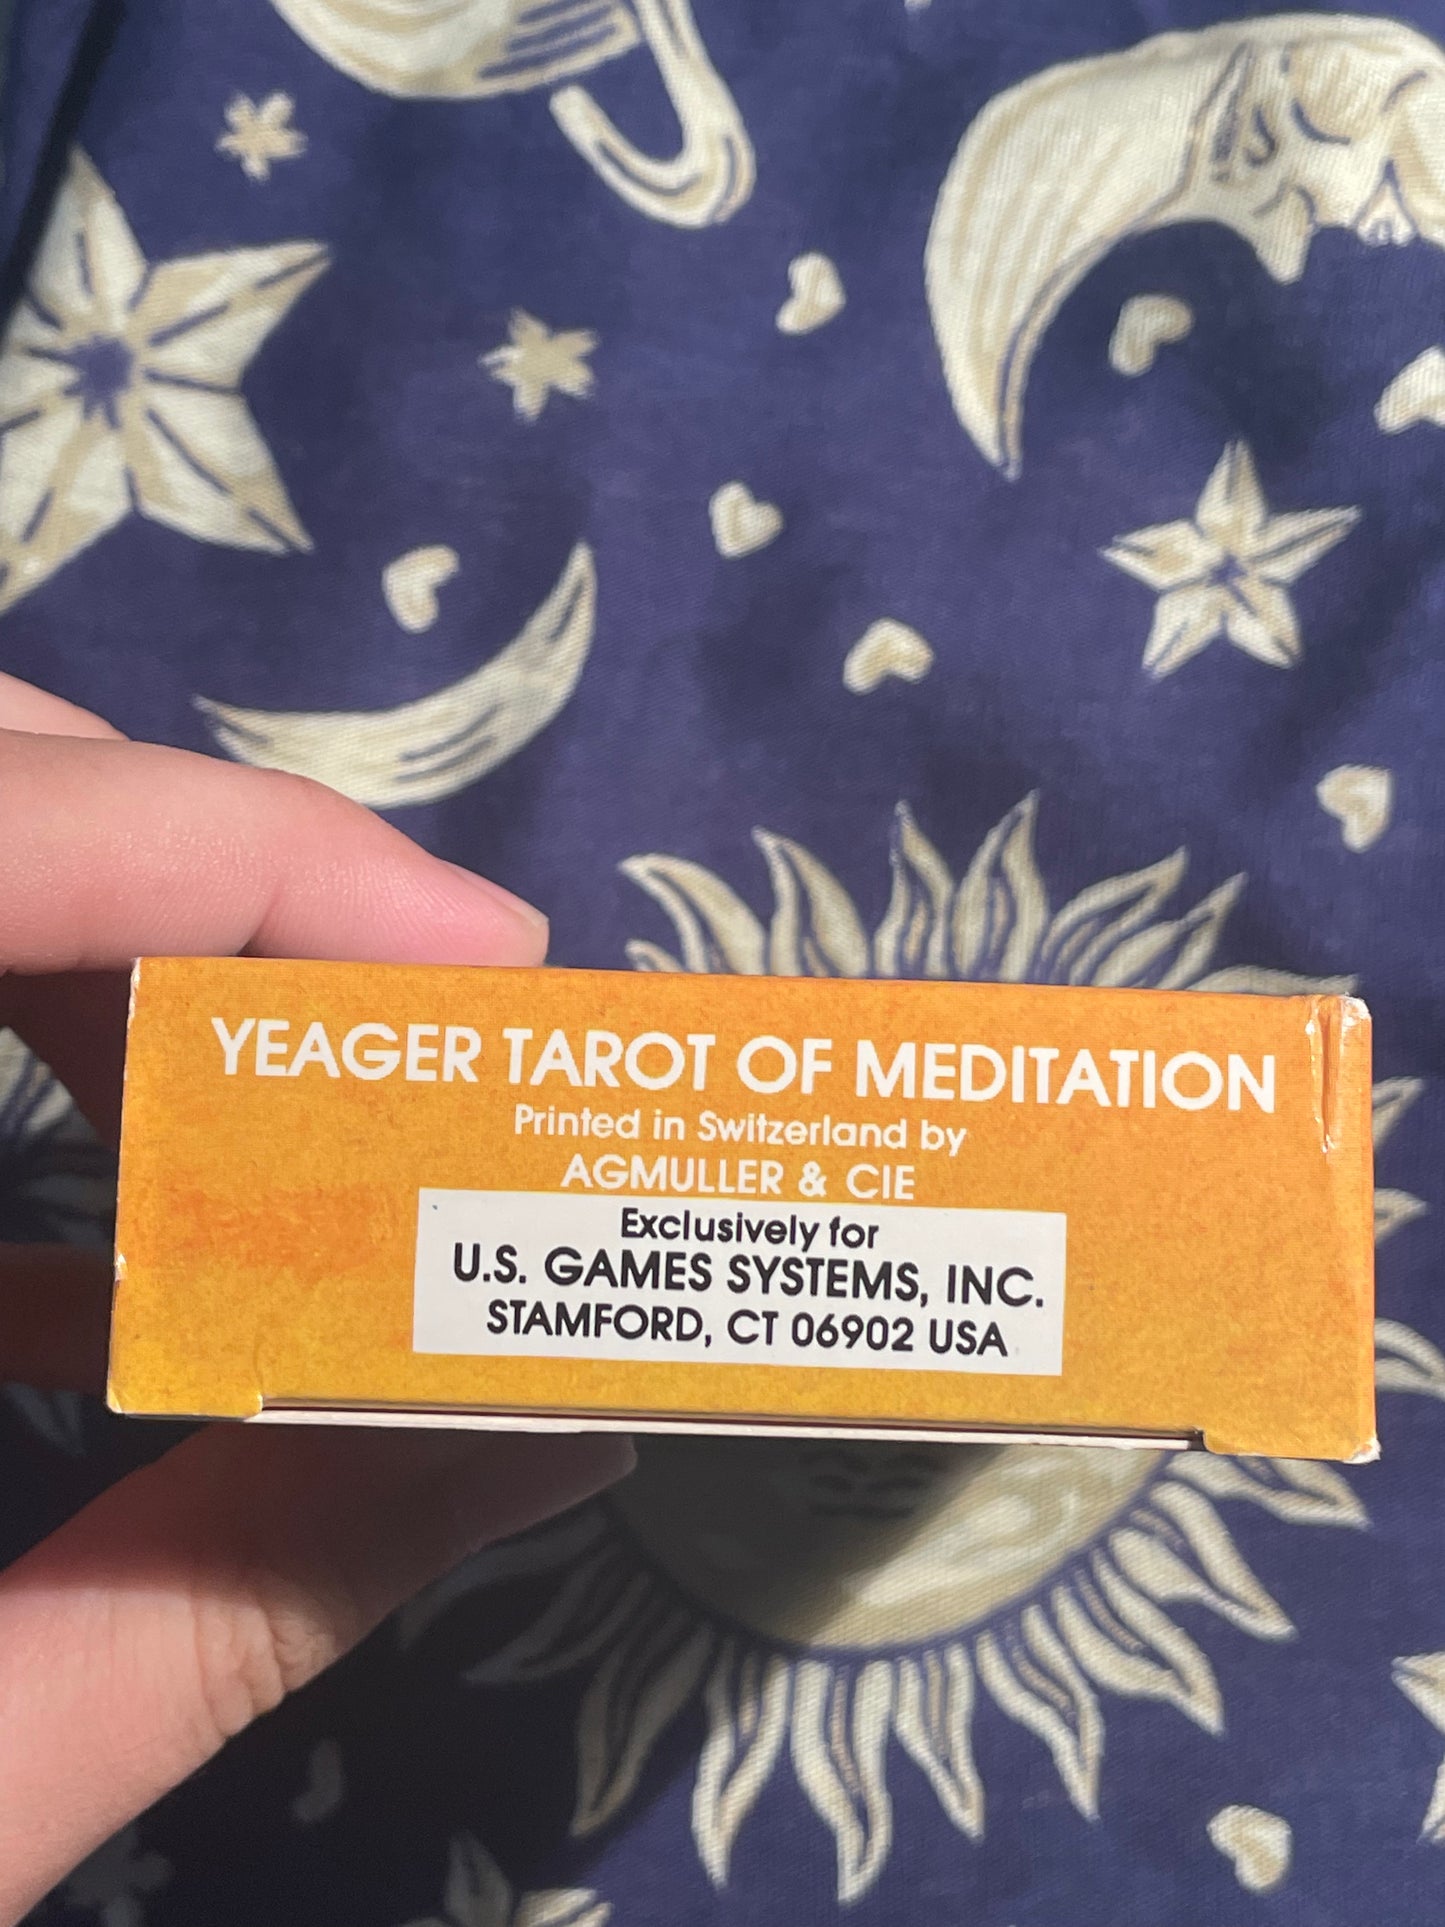 YEAGER TAROT OF MEDITATION
Printed in Switzerland by
AGMULLER & CIE
Exclusively for
U.S. GAMES SYSTEMS, INC.
STAMFORD, CT 06902 USA